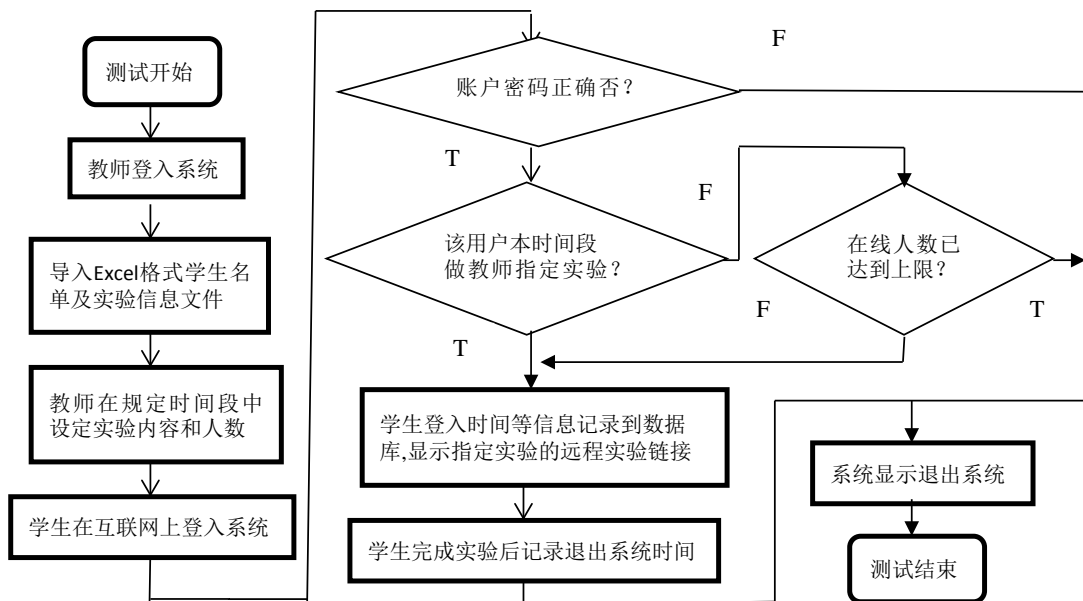 测试开始
教师登入系统
导入Excel格式学生名
单及实验信息文件
教师在规定时间段中
设定实验内容和人数
学生在互联网上登入系统
账户密码正确否？
F
T
该用户本时间段
做教师指定实验？
F
T
在线人数已
达到上限？
F
T
学生登入时间等信息记录到数据
库,显示指定实验的远程实验链接
学生完成实验后记录退出系统时间
系统显示退出系统
测试结束